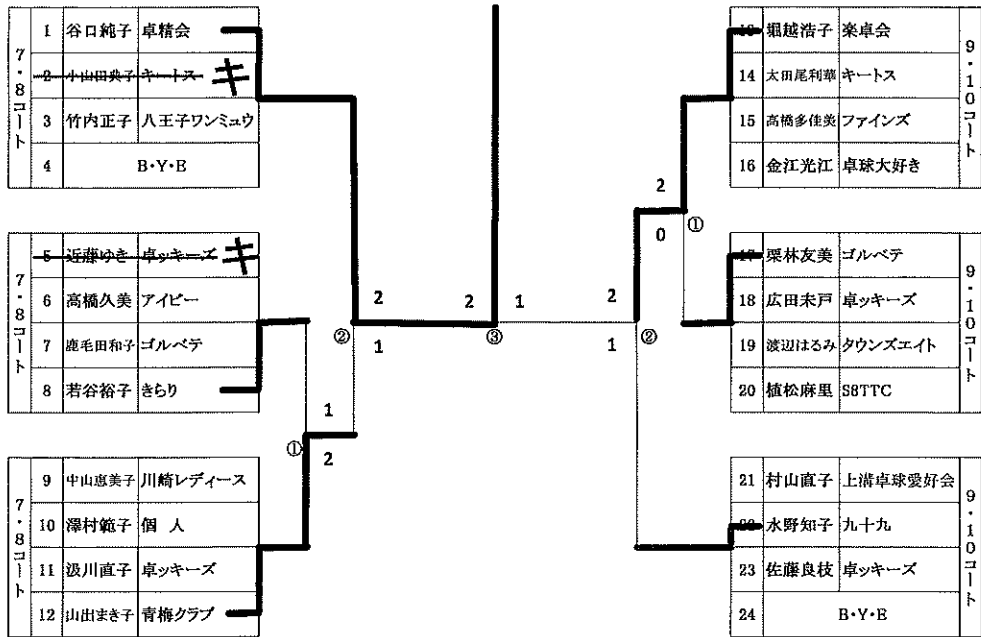 7・8コート
1 谷口純子 卓精会
2 小山田典子 キートス キ
3 竹内正子 八王子ワンミュウ
4 B・Y・E
7・8コート
5 近藤ゆき 卓ッキーズ キ
6 高橋久美 アイビー
7 鹿毛田和子 ゴルベテ
8 若谷裕子 きらり
7・8コート
9 中山恵美子 川崎レディース
10 澤村範子 個 人
11 汲川直子 卓ッキーズ
12 山出まき子 青梅クラブ
1
① 2
2
② 1
2 1
③
2
0 ①
2
1 ②
9・10コート
堀越浩子 楽卓会
14 太田尾利華 キートス
15 高橋多佳美 ファインズ
16 金江光江 卓球大好き
9・10コート
17 栗林友美 ゴルベテ
18 広田未戸 卓ッキーズ
19 渡辺はるみ タウンズエイト
20 植松麻里 S8TTC
9・10コート
21 村山直子 上溝卓球愛好会
水野知子 九十九
23 佐藤良枝 卓ッキーズ
24 B・Y・E